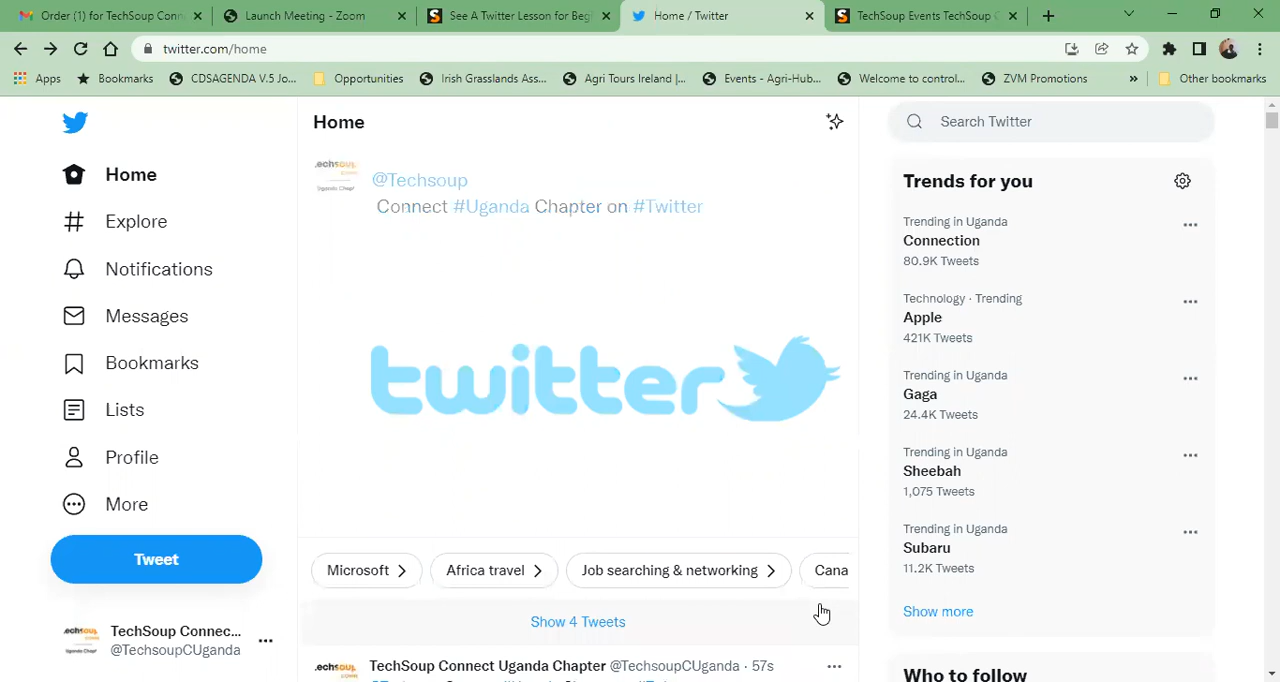 Order (1) for TechSoup Conn
Launch Meeting - Zoom
See A Twitter Lesson for Beg
Home / Twitter
TechSoup Events TechSoup C
twitter.com/home
Apps
Bookmarks
CDSAGENDA V.5 Jo...
Opportunities
Irish Grasslands Ass...
Agri Tours Ireland |...
Events - Agri-Hub...
Welcome to control...
ZVM Promotions
»
Other bookmarks
Home
Explore
Notifications
Messages
Bookmarks
Lists
Profile
More
Tweet
TechSoup Connec...
@TechsoupCUganda
Home
@Techsoup
Connect #Uganda Chapter on #Twitter
twitter
Microsoft
Africa travel
Job searching & networking
Cana
Show 4 Tweets
TechSoup Connect Uganda Chapter @TechsoupCUganda · 57s
Search Twitter
Trends for you
Trending in Uganda
Connection
80.9K Tweets
Technology · Trending
Apple
421K Tweets
Trending in Uganda
Gaga
24.4K Tweets
Trending in Uganda
Sheebah
1,075 Tweets
Trending in Uganda
Subaru
11.2K Tweets
Show more
Who to follow